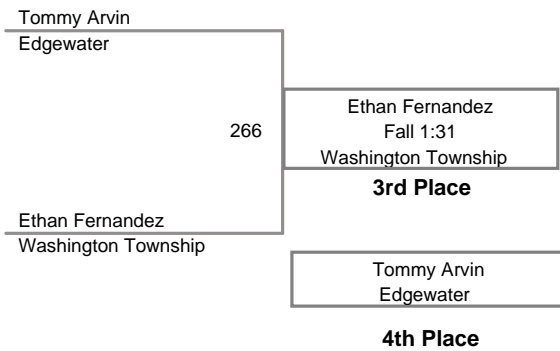 Tommy Arvin
Edgewater
266
Ethan Fernandez
Fall 1:31
Washington Township
3rd Place
Ethan Fernandez
Washington Township
Tommy Arvin
Edgewater
4th Place